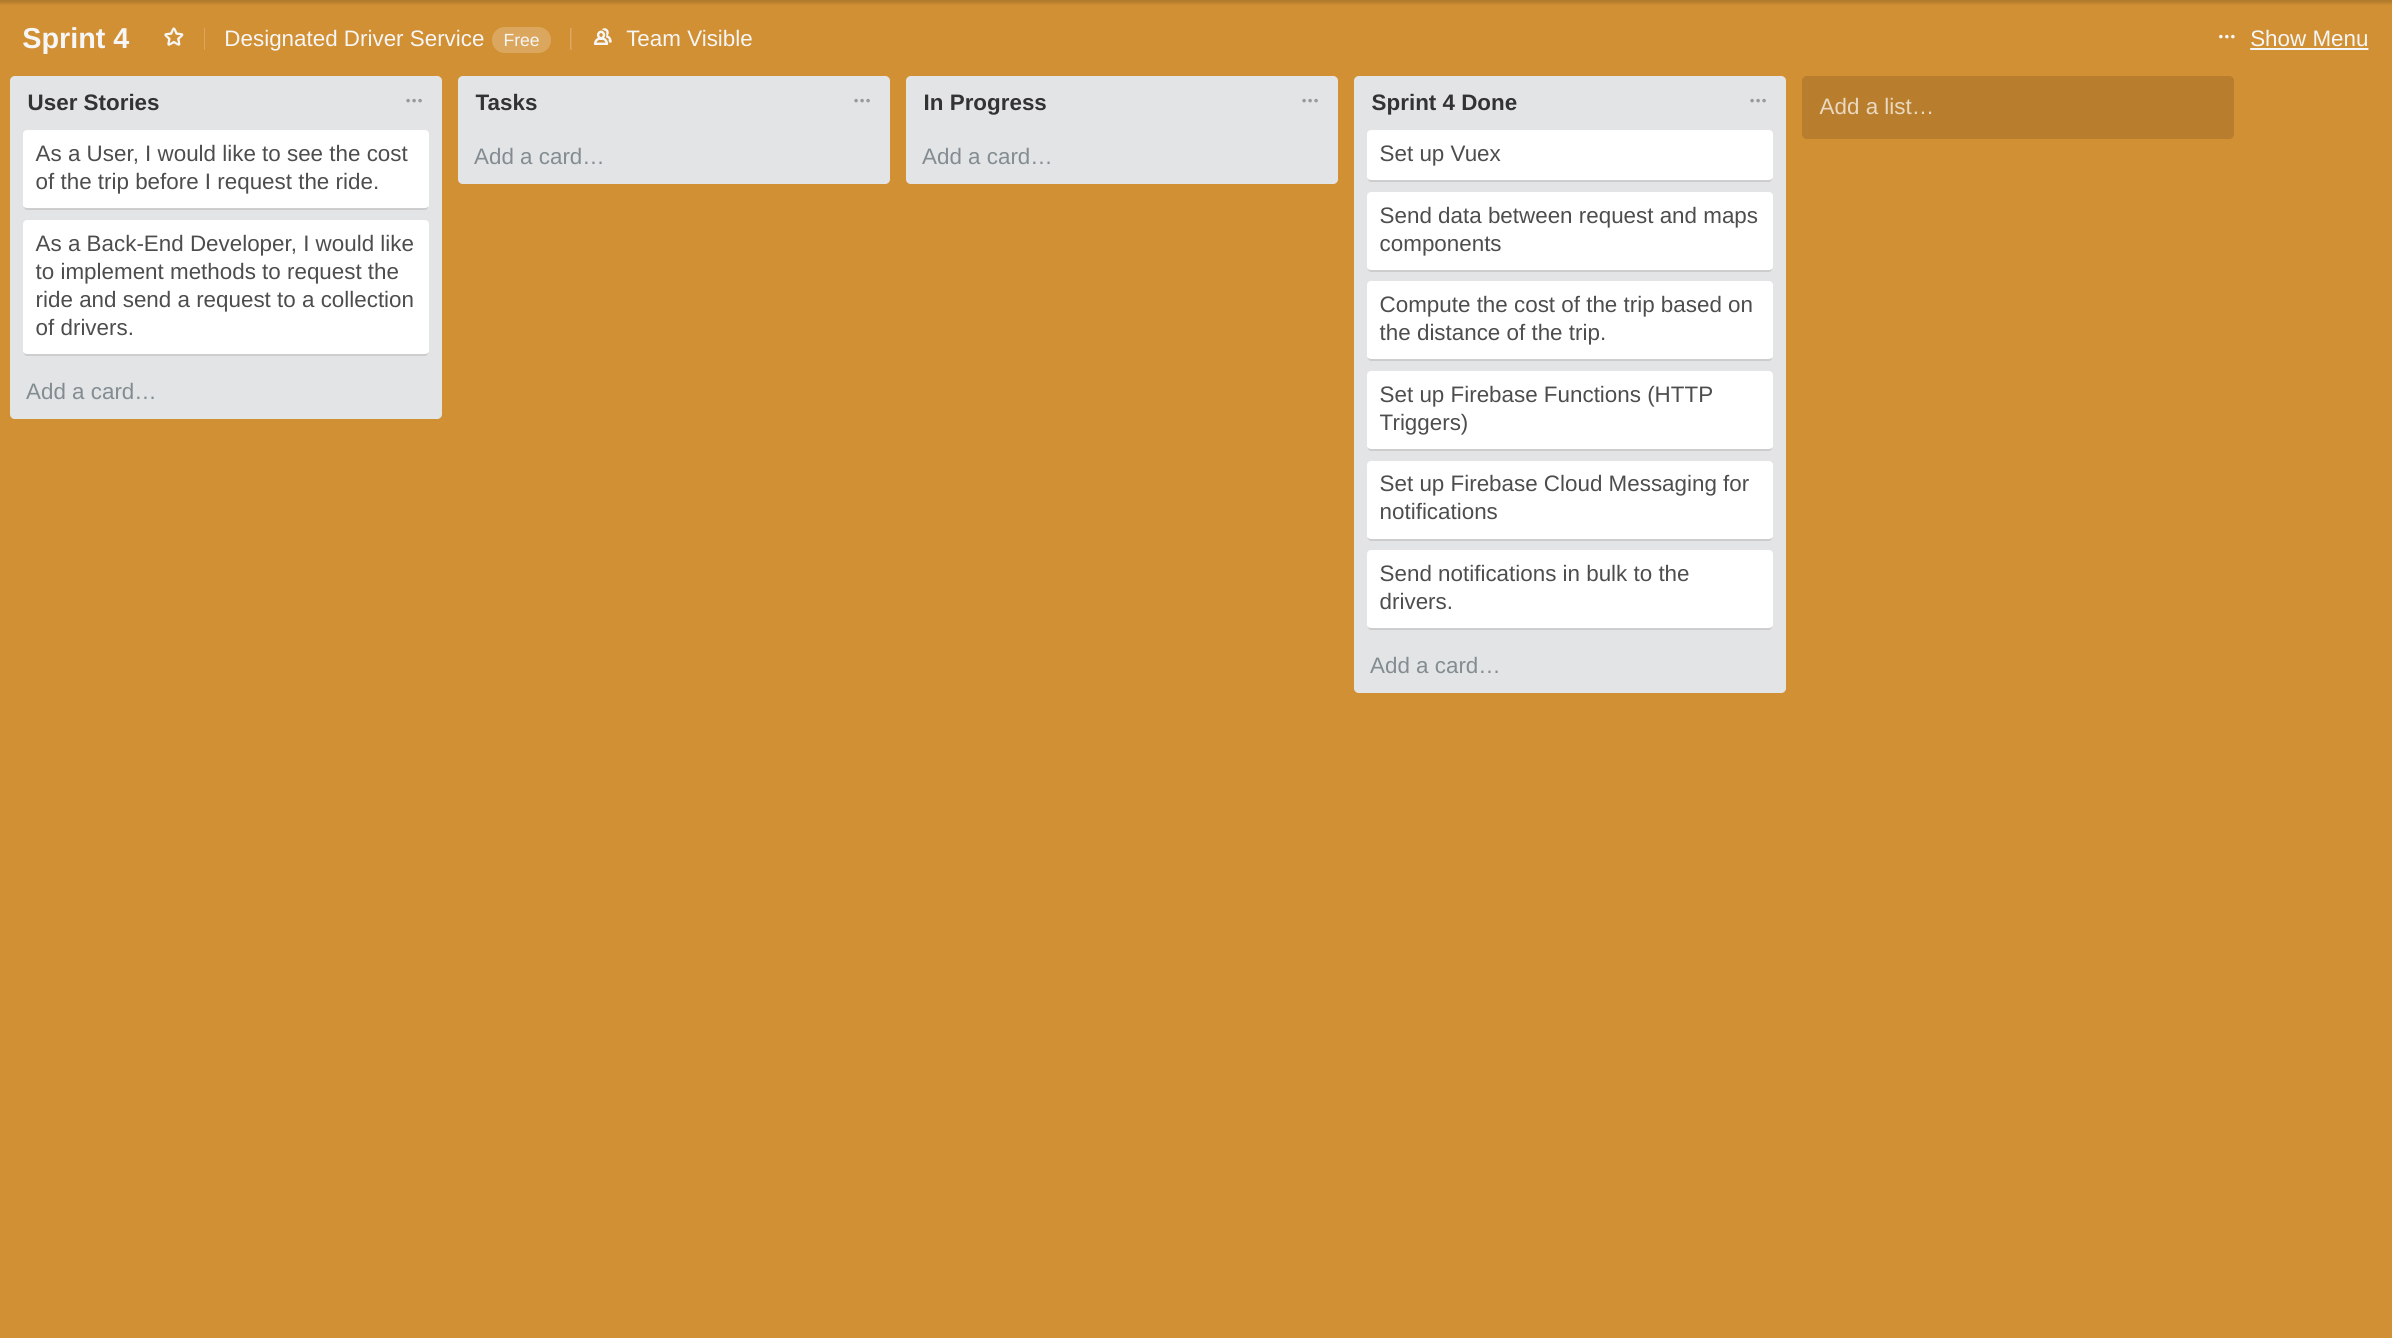 Sprint 4
Designated Driver Service Free
Team Visible
Show Menu
User Stories
As a User, I would like to see the cost
of the trip before I request the ride.
As a Back-End Developer, I would like
to implement methods to request the
ride and send a request to a collection
of drivers.
Add a card…
Tasks
Add a card…
In Progress
Add a card…
Sprint 4 Done
Set up Vuex
Send data between request and maps
components
Compute the cost of the trip based on
the distance of the trip.
Set up Firebase Functions (HTTP
Triggers)
Set up Firebase Cloud Messaging for
notifications
Send notifications in bulk to the
drivers.
Add a card…
Add a list…